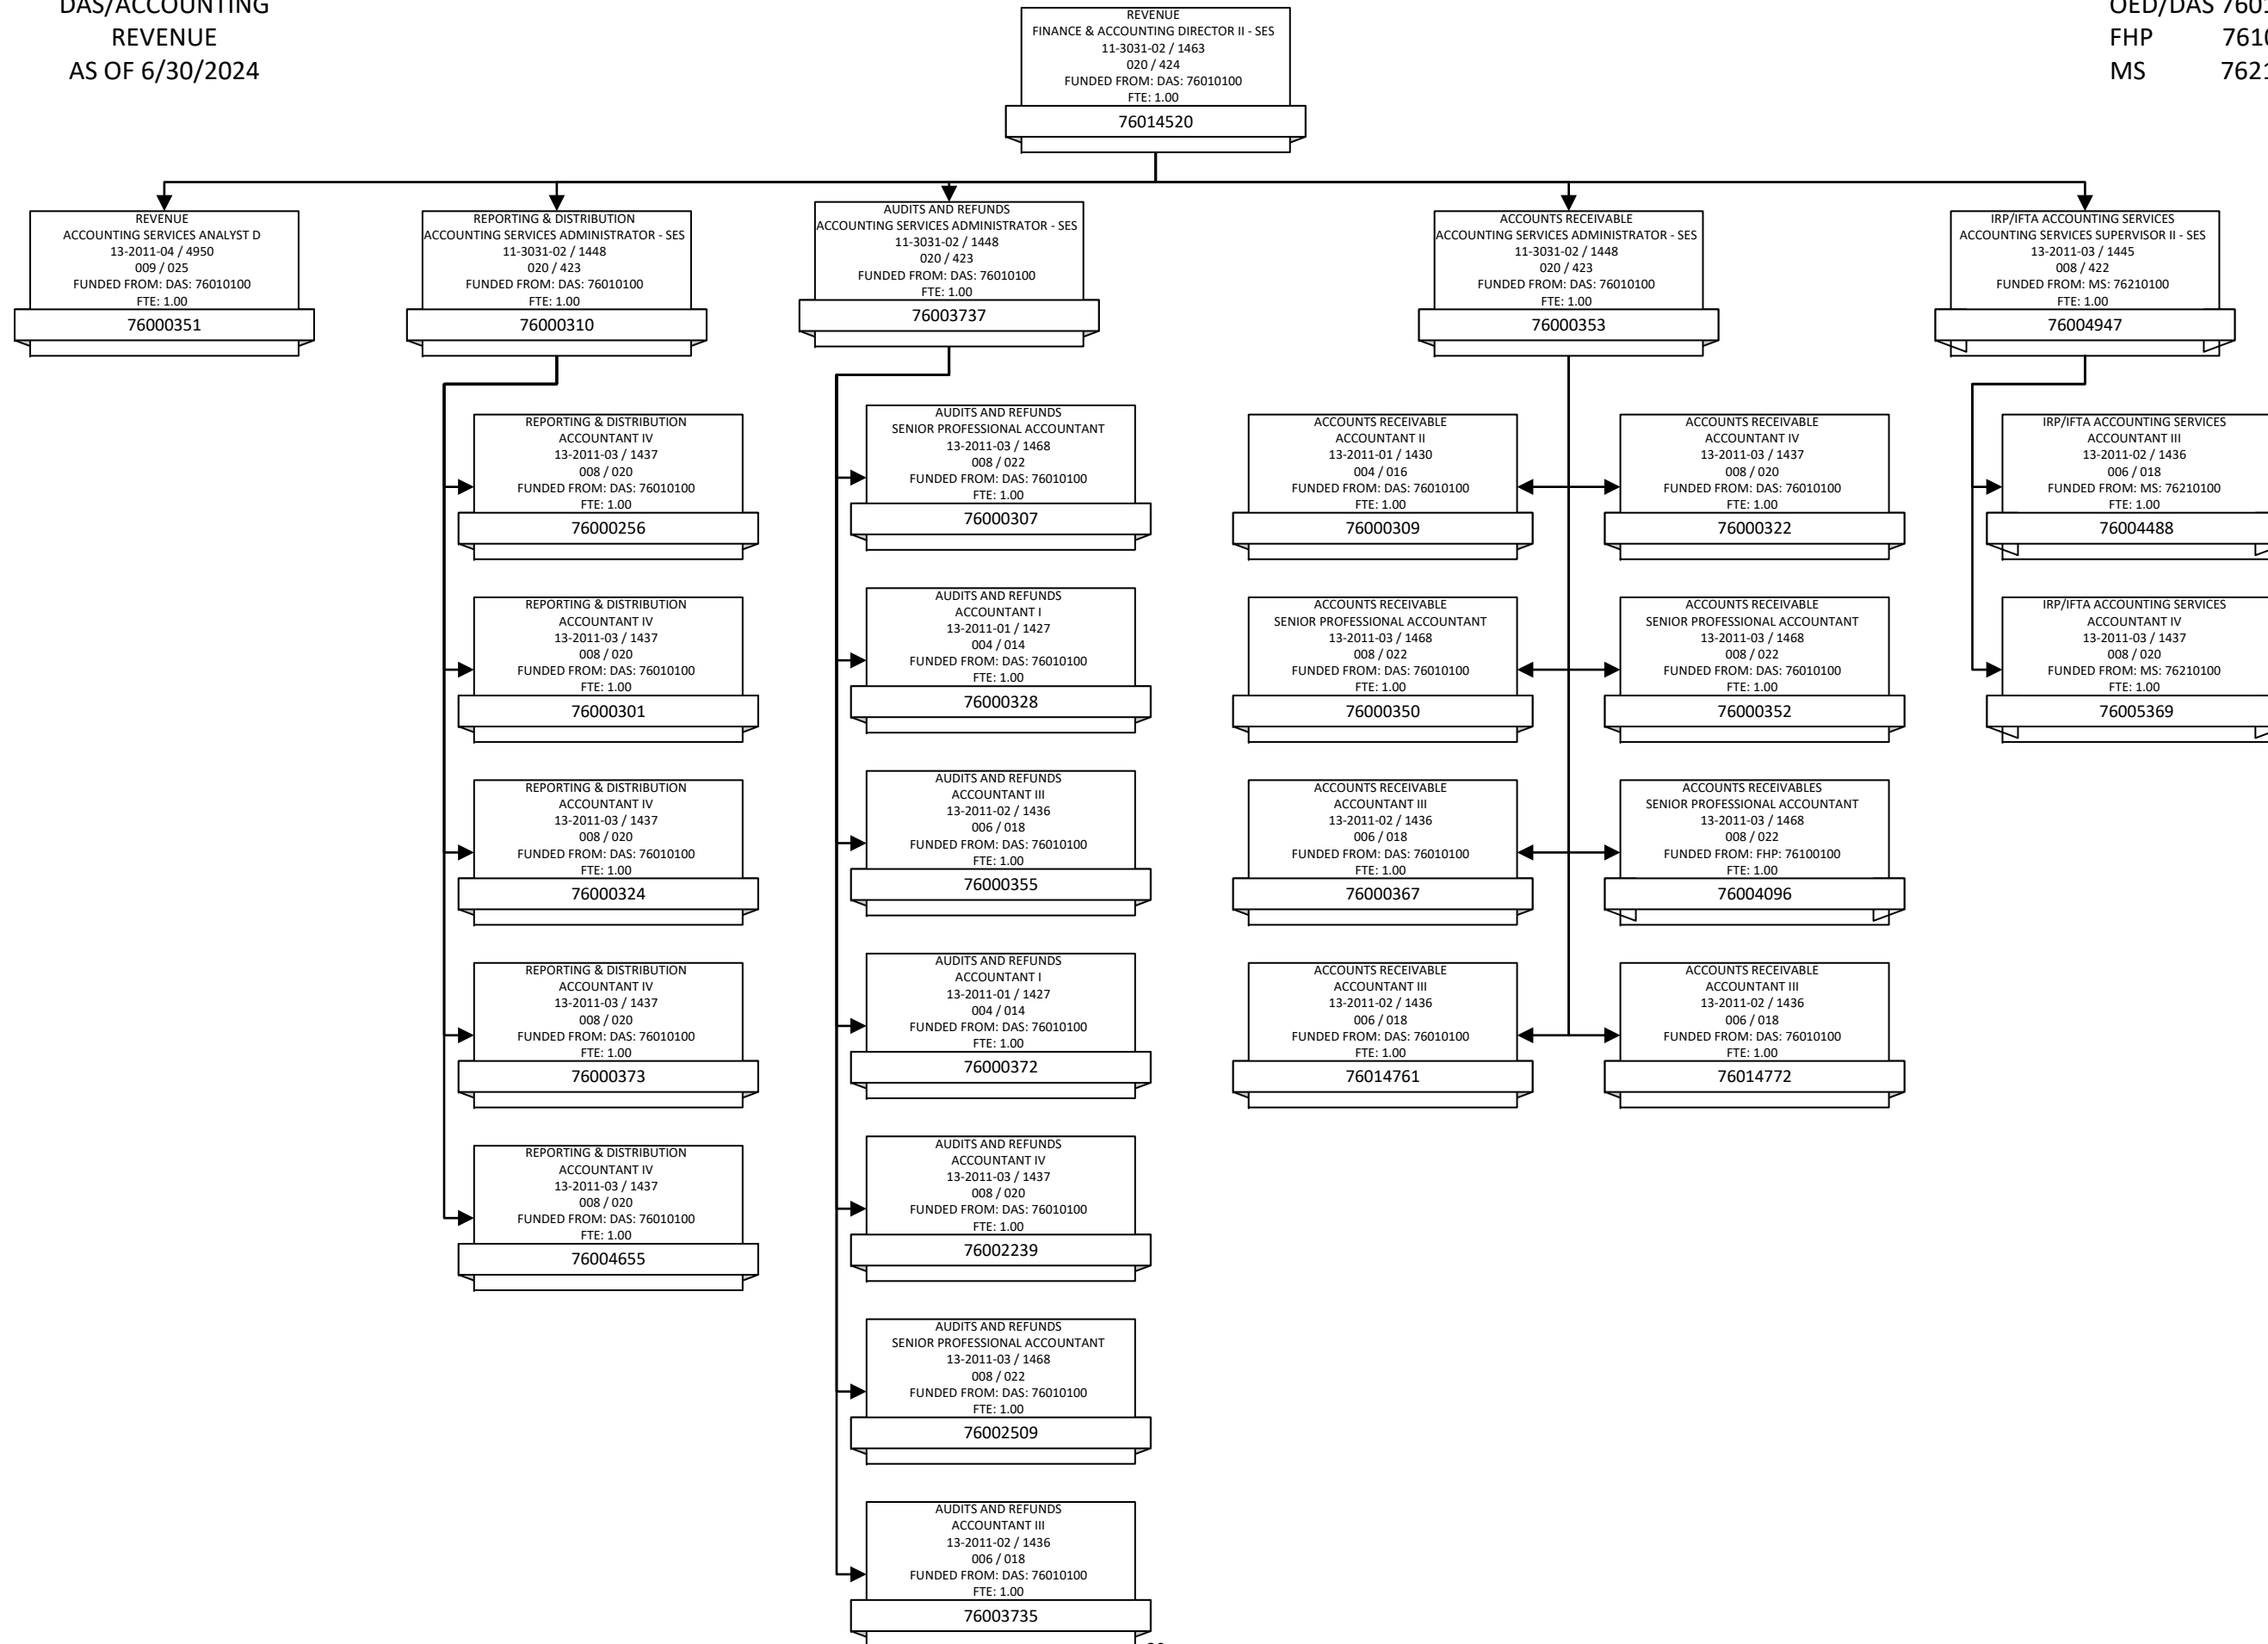 DAS/ACCOUNTING
REVENUE
AS OF 6/30/2024
OED/DAS 7601
FHP 7610
MS 7621
REVENUE
FINANCE & ACCOUNTING DIRECTOR II - SES
11-3031-02 / 1463
020 / 424
FUNDED FROM: DAS: 76010100
FTE: 1.00
76014520
REVENUE
ACCOUNTING SERVICES ANALYST D
13-2011-04 / 4950
009 / 025
FUNDED FROM: DAS: 76010100
FTE: 1.00
76000351
REPORTING & DISTRIBUTION
ACCOUNTING SERVICES ADMINISTRATOR - SES
11-3031-02 / 1448
020 / 423
FUNDED FROM: DAS: 76010100
FTE: 1.00
76000310
AUDITS AND REFUNDS
ACCOUNTING SERVICES ADMINISTRATOR - SES
11-3031-02 / 1448
020 / 423
FUNDED FROM: DAS: 76010100
FTE: 1.00
76003737
ACCOUNTS RECEIVABLE
ACCOUNTING SERVICES ADMINISTRATOR - SES
11-3031-02 / 1448
020 / 423
FUNDED FROM: DAS: 76010100
FTE: 1.00
76000353
IRP/IFTA ACCOUNTING SERVICES
ACCOUNTING SERVICES SUPERVISOR II - SES
13-2011-03 / 1445
008 / 422
FUNDED FROM: MS: 76210100
FTE: 1.00
76004947
REPORTING & DISTRIBUTION
ACCOUNTANT IV
13-2011-03 / 1437
008 / 020
FUNDED FROM: DAS: 76010100
FTE: 1.00
76000256
REPORTING & DISTRIBUTION
ACCOUNTANT IV
13-2011-03 / 1437
008 / 020
FUNDED FROM: DAS: 76010100
FTE: 1.00
76000301
REPORTING & DISTRIBUTION
ACCOUNTANT IV
13-2011-03 / 1437
008 / 020
FUNDED FROM: DAS: 76010100
FTE: 1.00
76000324
REPORTING & DISTRIBUTION
ACCOUNTANT IV
13-2011-03 / 1437
008 / 020
FUNDED FROM: DAS: 76010100
FTE: 1.00
76000373
REPORTING & DISTRIBUTION
ACCOUNTANT IV
13-2011-03 / 1437
008 / 020
FUNDED FROM: DAS: 76010100
FTE: 1.00
76004655
AUDITS AND REFUNDS
SENIOR PROFESSIONAL ACCOUNTANT
13-2011-03 / 1468
008 / 022
FUNDED FROM: DAS: 76010100
FTE: 1.00
76000307
AUDITS AND REFUNDS
ACCOUNTANT I
13-2011-01 / 1427
004 / 014
FUNDED FROM: DAS: 76010100
FTE: 1.00
76000328
AUDITS AND REFUNDS
ACCOUNTANT III
13-2011-02 / 1436
006 / 018
FUNDED FROM: DAS: 76010100
FTE: 1.00
76000355
AUDITS AND REFUNDS
ACCOUNTANT I
13-2011-01 / 1427
004 / 014
FUNDED FROM: DAS: 76010100
FTE: 1.00
76000372
AUDITS AND REFUNDS
ACCOUNTANT IV
13-2011-03 / 1437
008 / 020
FUNDED FROM: DAS: 76010100
FTE: 1.00
76002239
AUDITS AND REFUNDS
SENIOR PROFESSIONAL ACCOUNTANT
13-2011-03 / 1468
008 / 022
FUNDED FROM: DAS: 76010100
FTE: 1.00
76002509
AUDITS AND REFUNDS
ACCOUNTANT III
13-2011-02 / 1436
006 / 018
FUNDED FROM: DAS: 76010100
FTE: 1.00
76003735
ACCOUNTS RECEIVABLE
ACCOUNTANT II
13-2011-01 / 1430
004 / 016
FUNDED FROM: DAS: 76010100
FTE: 1.00
76000309
ACCOUNTS RECEIVABLE
ACCOUNTANT IV
13-2011-03 / 1437
008 / 020
FUNDED FROM: DAS: 76010100
FTE: 1.00
76000322
ACCOUNTS RECEIVABLE
SENIOR PROFESSIONAL ACCOUNTANT
13-2011-03 / 1468
008 / 022
FUNDED FROM: DAS: 76010100
FTE: 1.00
76000350
ACCOUNTS RECEIVABLE
SENIOR PROFESSIONAL ACCOUNTANT
13-2011-03 / 1468
008 / 022
FUNDED FROM: DAS: 76010100
FTE: 1.00
76000352
ACCOUNTS RECEIVABLE
ACCOUNTANT III
13-2011-02 / 1436
006 / 018
FUNDED FROM: DAS: 76010100
FTE: 1.00
76000367
ACCOUNTS RECEIVABLES
SENIOR PROFESSIONAL ACCOUNTANT
13-2011-03 / 1468
008 / 022
FUNDED FROM: FHP: 76100100
FTE: 1.00
76004096
ACCOUNTS RECEIVABLE
ACCOUNTANT III
13-2011-02 / 1436
006 / 018
FUNDED FROM: DAS: 76010100
FTE: 1.00
76014761
ACCOUNTS RECEIVABLE
ACCOUNTANT III
13-2011-02 / 1436
006 / 018
FUNDED FROM: DAS: 76010100
FTE: 1.00
76014772
IRP/IFTA ACCOUNTING SERVICES
ACCOUNTANT III
13-2011-02 / 1436
006 / 018
FUNDED FROM: MS: 76210100
FTE: 1.00
76004488
IRP/IFTA ACCOUNTING SERVICES
ACCOUNTANT IV
13-2011-03 / 1437
008 / 020
FUNDED FROM: MS: 76210100
FTE: 1.00
76005369